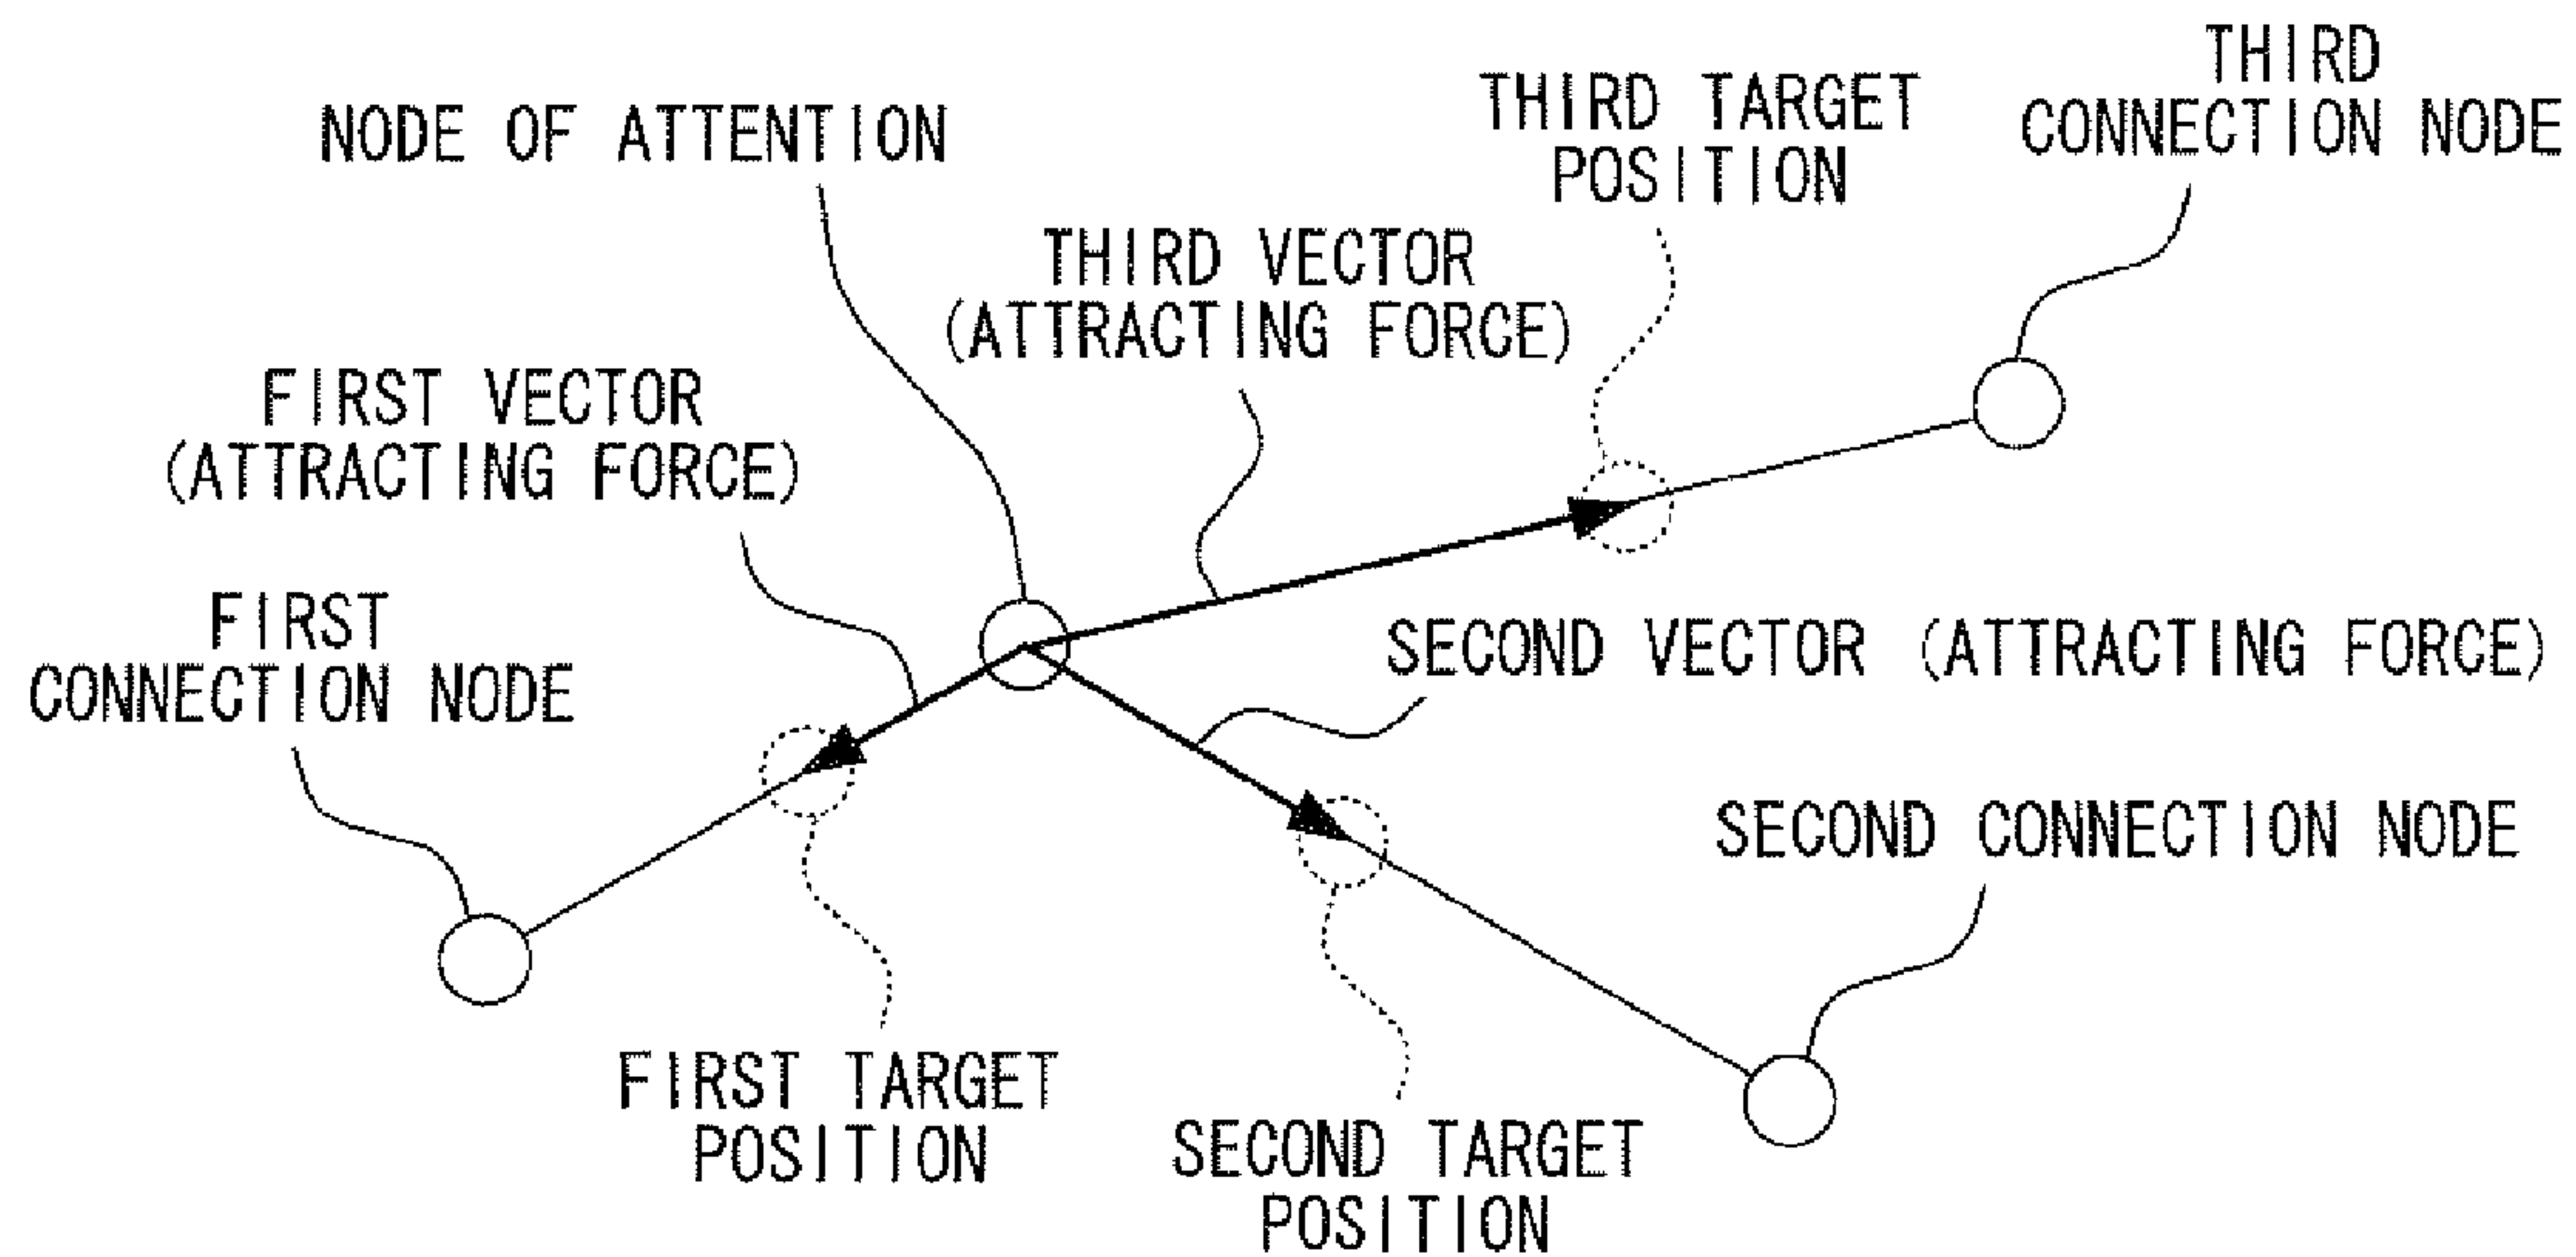 THIRD
CONNECTION NODE
THIRD TARGET
POSITION
NODE OF ATTENTION
THIRD VECTOR
(ATTRACTING FORCE)
FIRST VECTOR
(ATTRACTING FORCE)
FIRST
CONNECTION NODE
SECOND VECTOR (ATTRACTING FORCE)
SECOND CONNECTION NODE
FIRST TARGET
POSITION
SECOND TARGET
POSITION